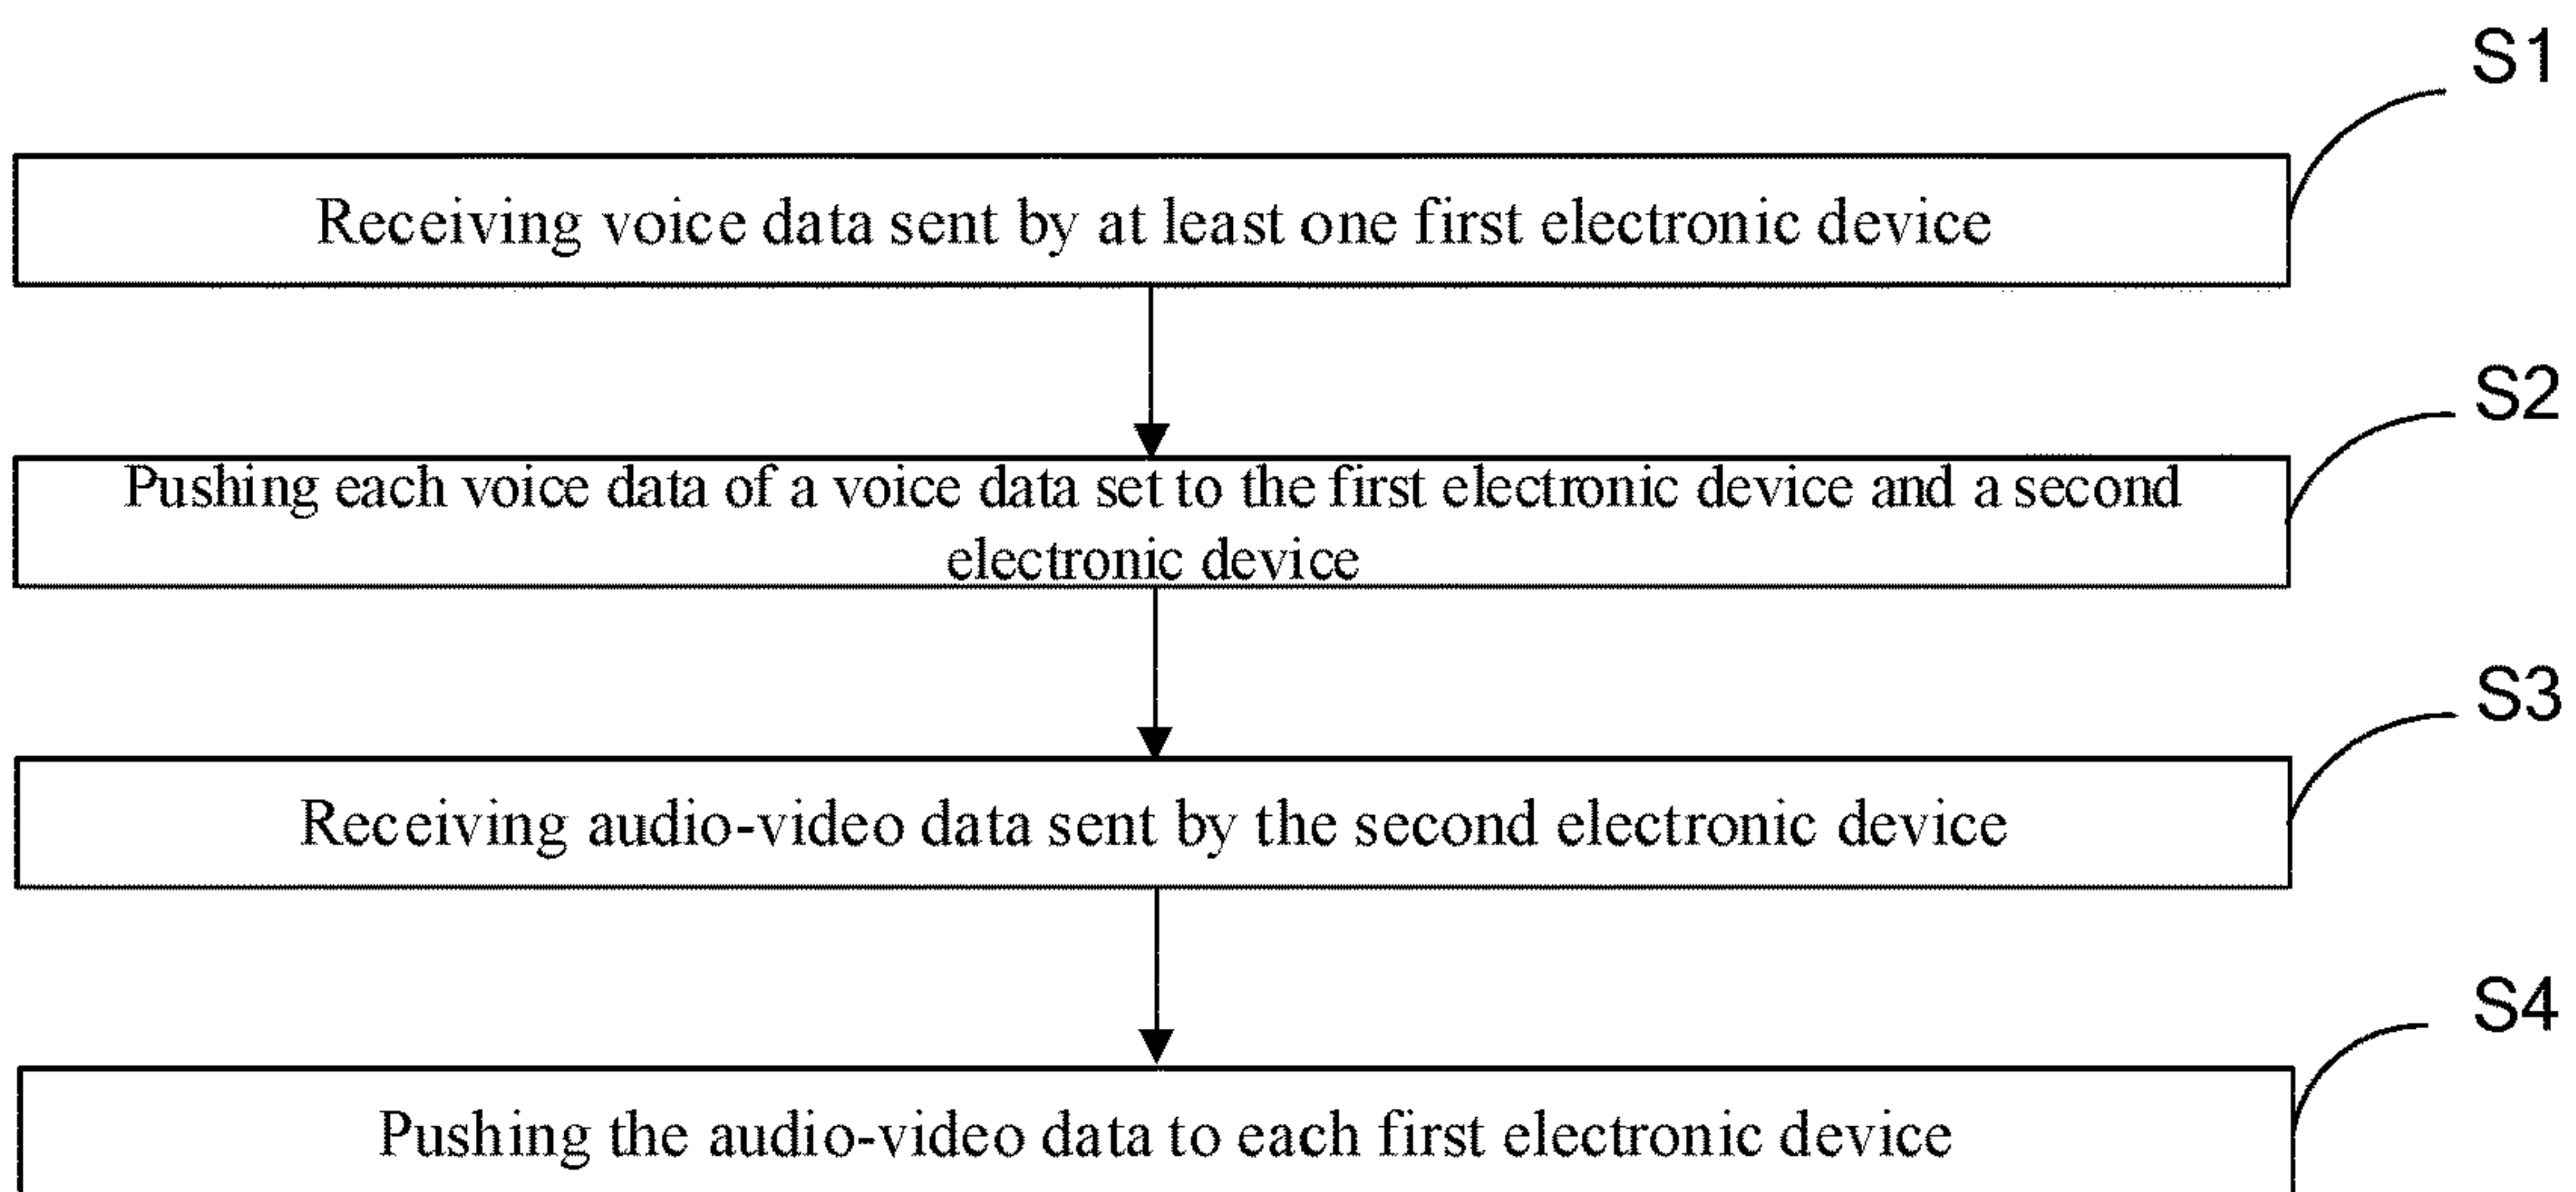 S1
Receiving voice data sent by at least one first electronic device
S2
Pushing each voice data of a voice data set to the first electronic device and a second
electronic device
S3
Receiving audio-video data sent by the second electronic device
S4
Pushing the audio-video data to each first electronic device